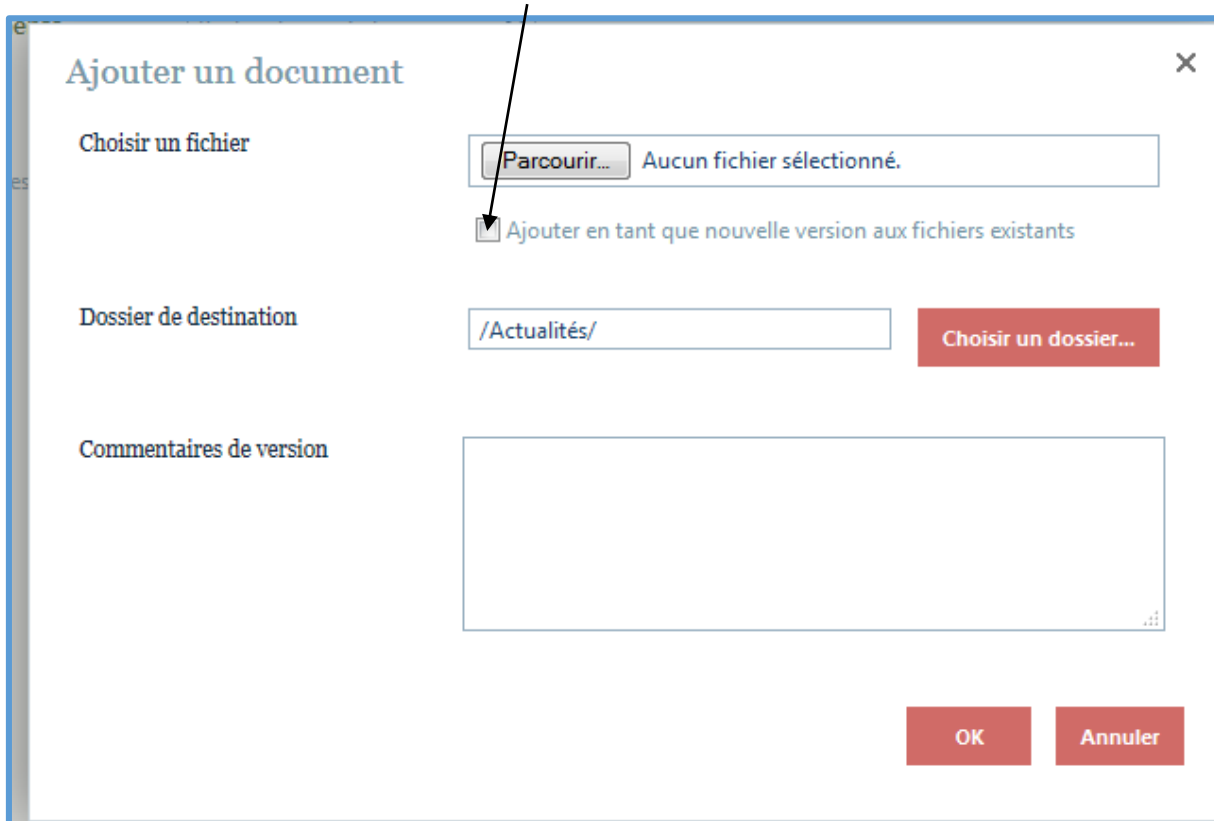 Ajouter un document
Choisir un fichier
Parcourir... Aucun fichier sélectionné.
Ajouter en tant que nouvelle version aux fichiers existants
Dossier de destination
/Actualités/
Choisir un dossier...
Commentaires de version
OK
Annuler